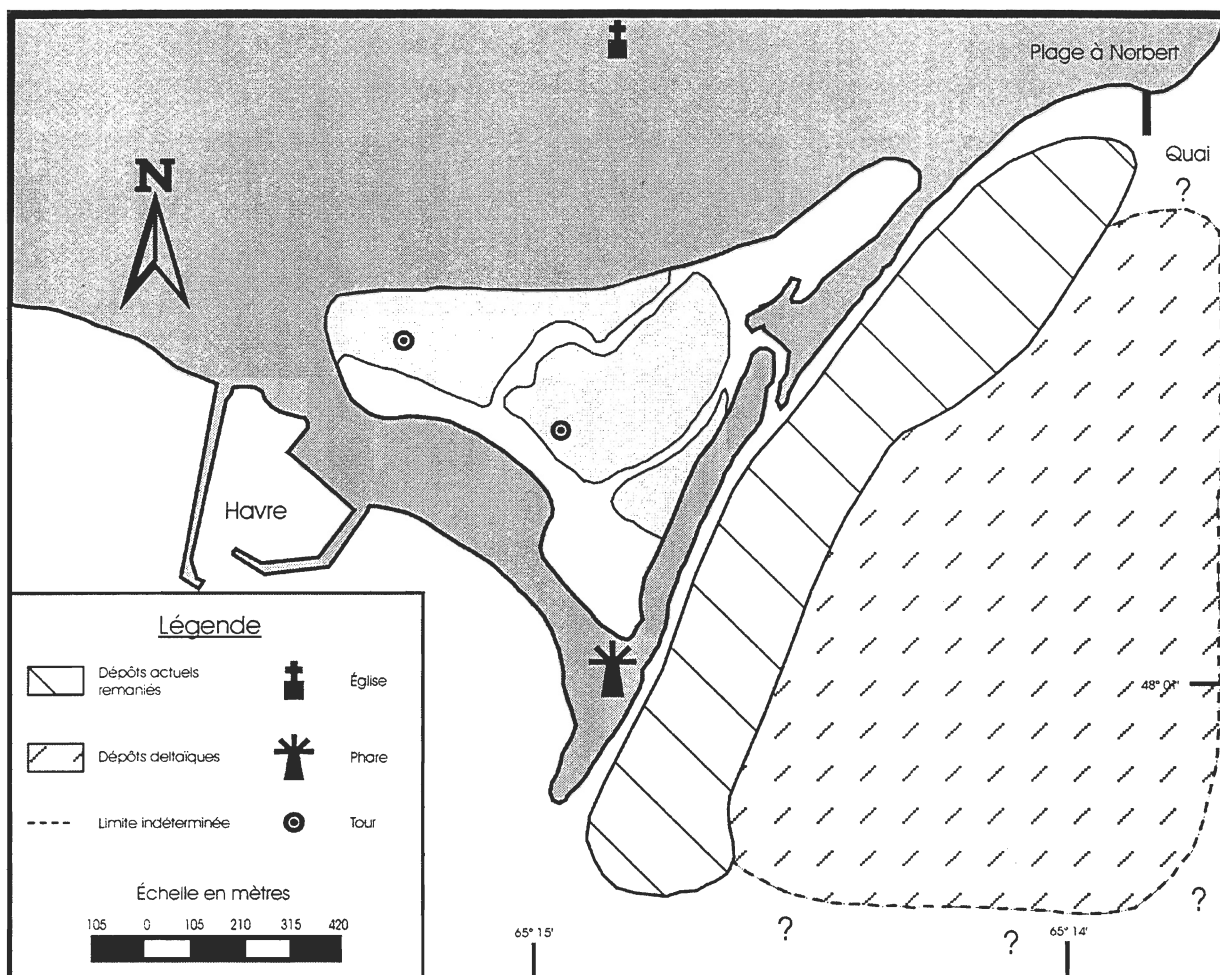 Plage à Norbert
N
Quai
?
Havre
Légende
Dépôts actuels
remaniés
Église
48° 01'
Dépôts deltaïques
Phare
Limite indéterminée
Tour
Échelle en mètres
105 0 105 210 315 420
65° 15'
?
?
65° 14'
?